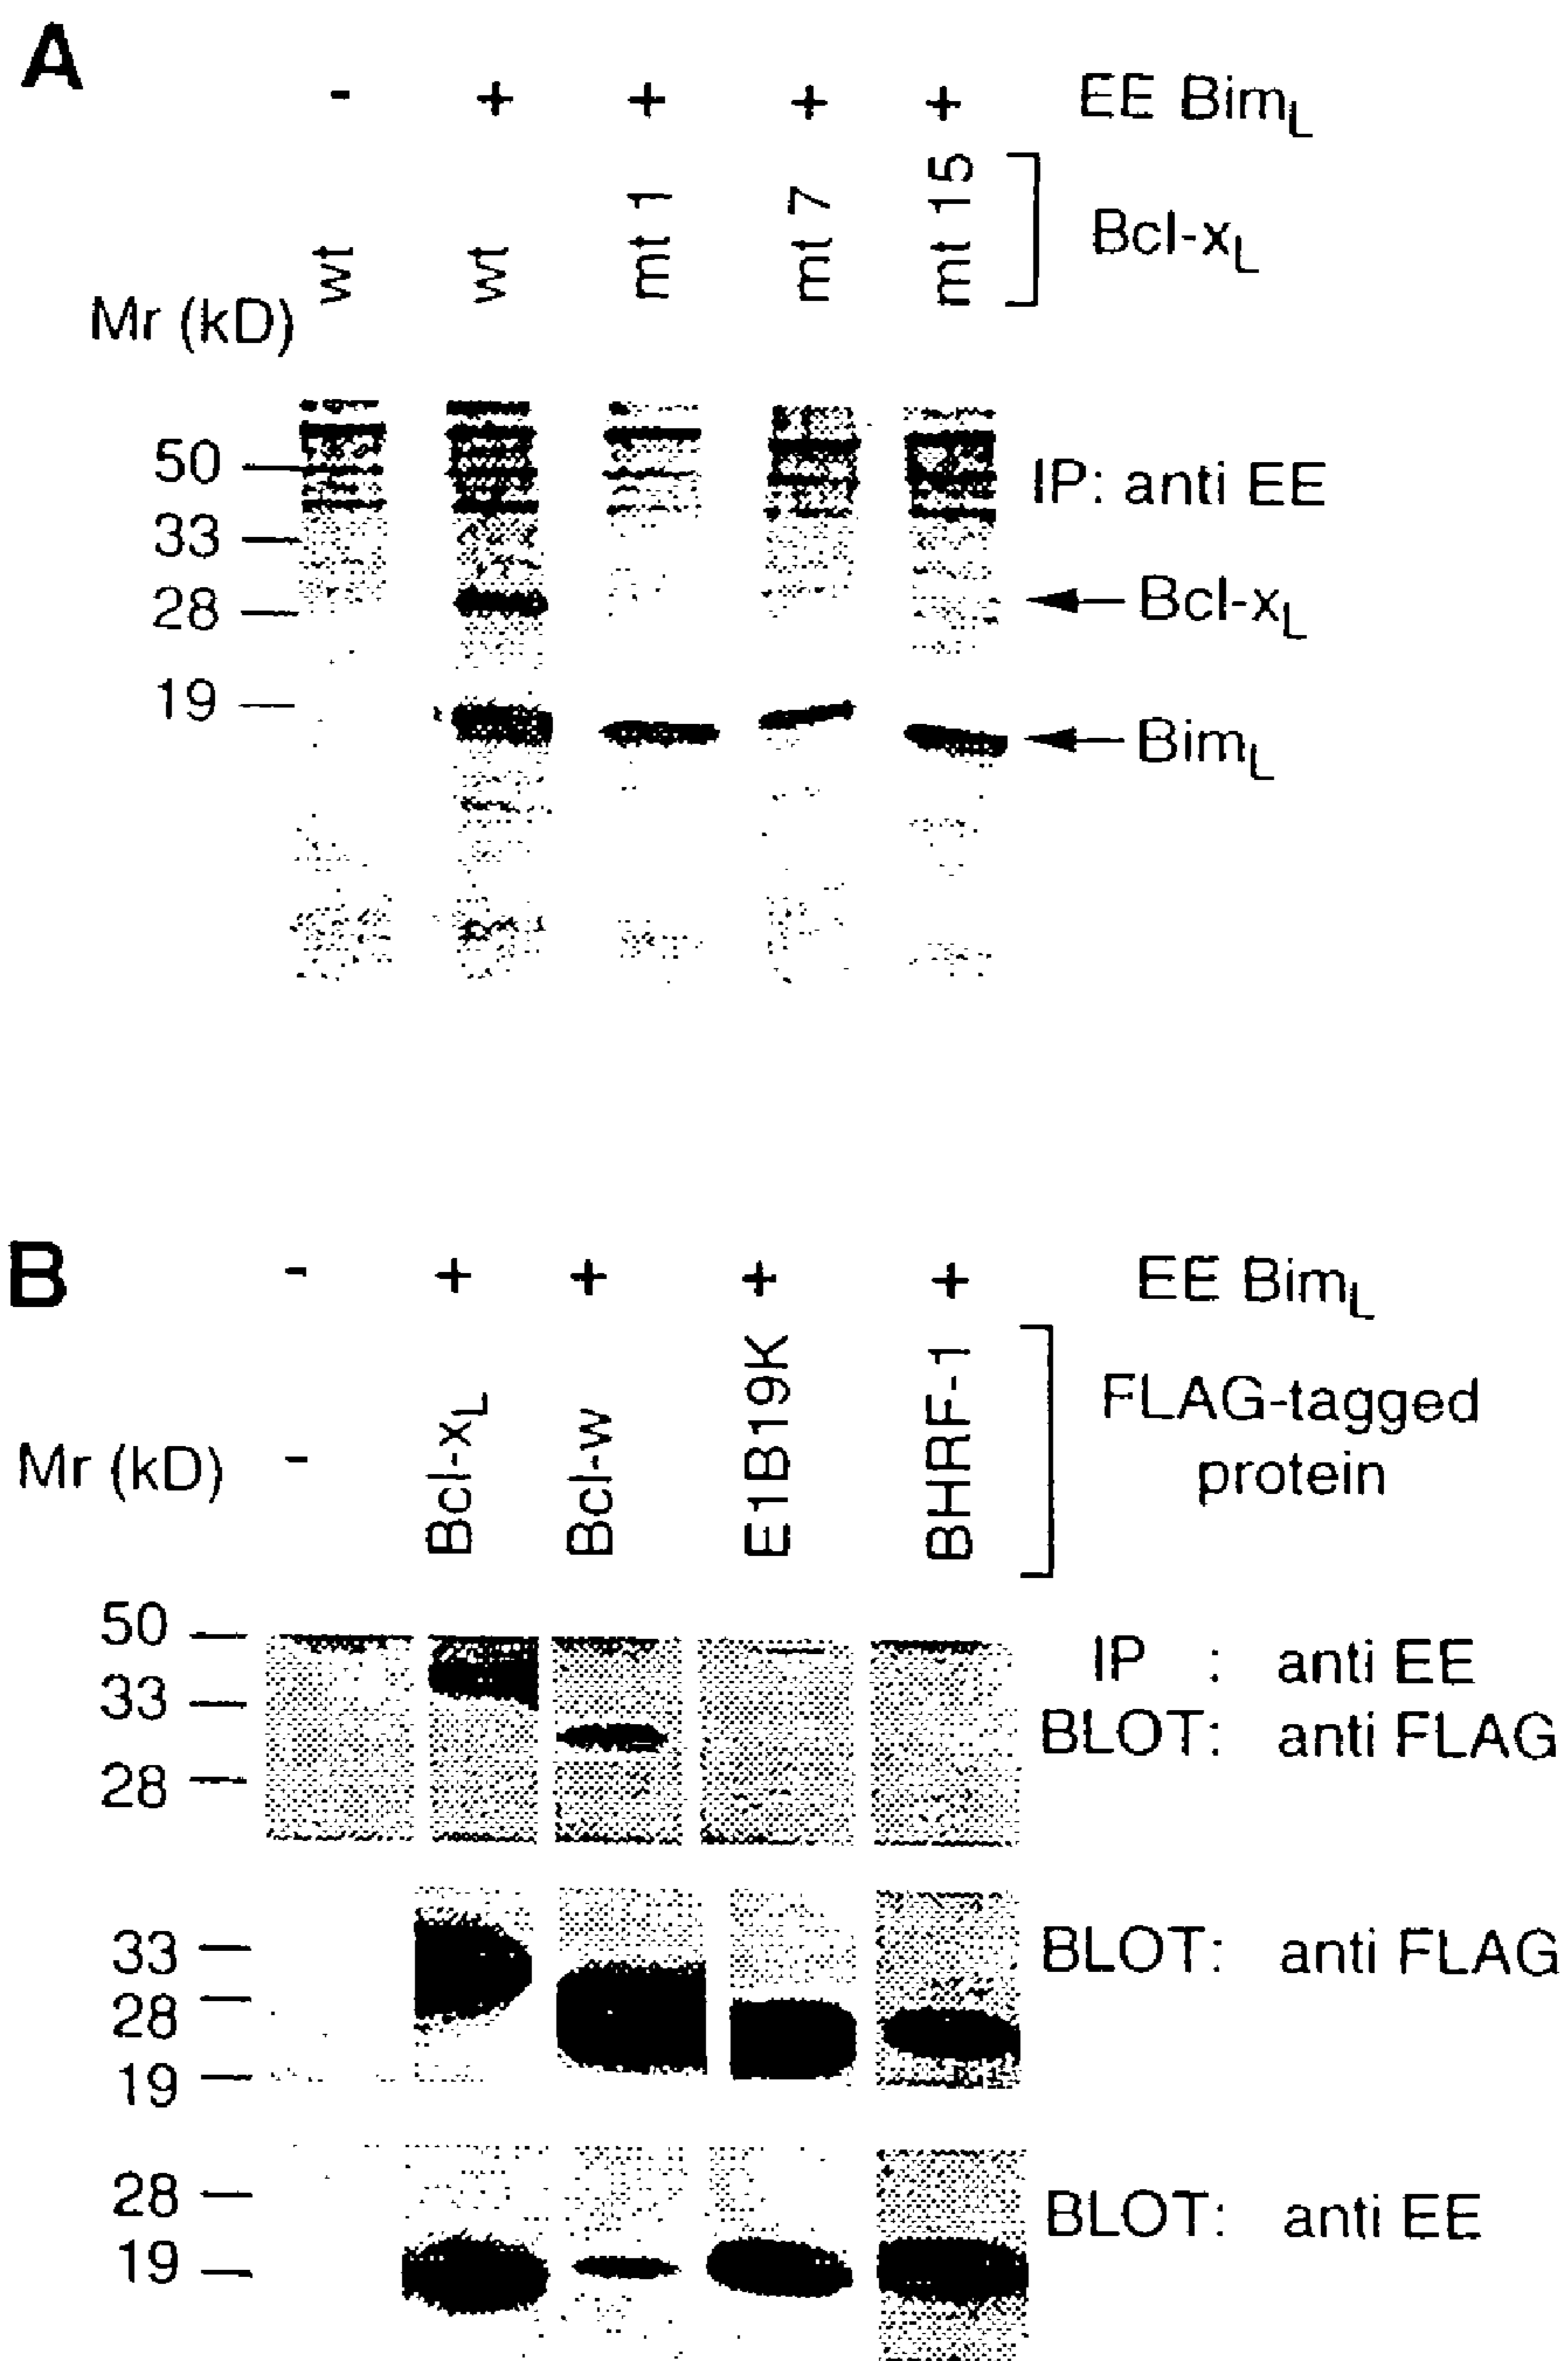 A
- + + + + EE BimL
wt wt mt 1 mt 7 mt 15 Bcl-xL
Mr (kD)
50 IP: anti EE
33
28 Bcl-xL
19 BimL
B
- + + + + EE BimL
Mr (kD) - Bcl-xL Bcl-w E1B19K BHRF-1 FLAG-tagged
protein
50
IP : anti EE
33
BLOT: anti FLAG
28
33 BLOT: anti FLAG
28
19
28 BLOT: anti EE
19